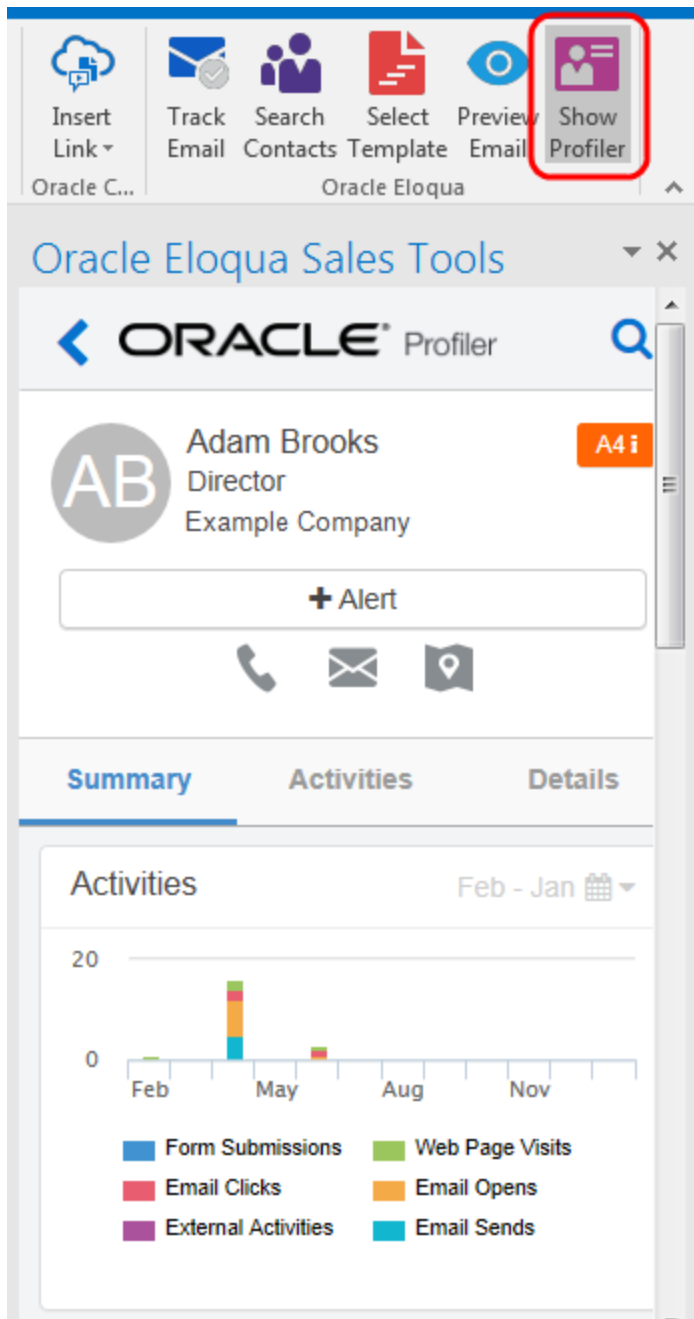 Insert Link
Track Email
Search Contacts
Select Template
Preview Email
Show Profiler
Oracle C...
Oracle Eloqua
Oracle Eloqua Sales Tools
ORACLE® Profiler
AB
Adam Brooks
A4 i
Director
Example Company
+ Alert
Summary Activities Details
Activities
Feb - Jan
20
0
Feb May Aug Nov
Form Submissions Web Page Visits
Email Clicks Email Opens
External Activities Email Sends